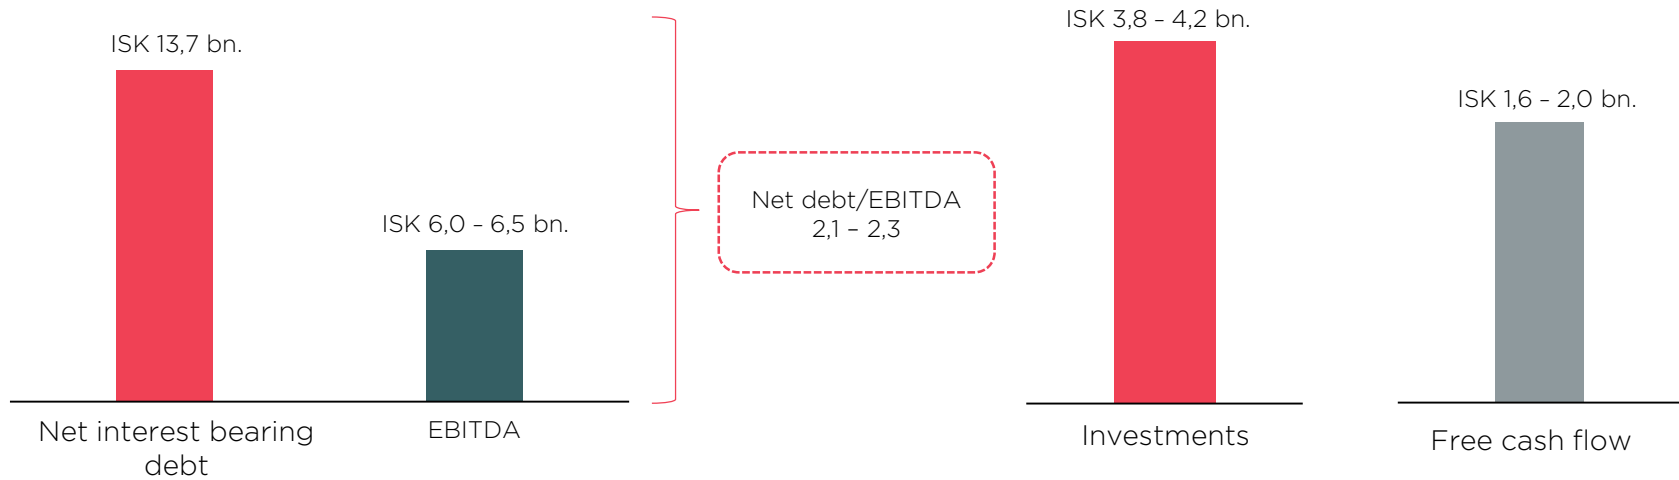 ISK 13,7 bn.
ISK 6,0 – 6,5 bn.
Net interest bearing
debt
EBITDA
Net debt/EBITDA
2,1 – 2,3
ISK 3,8 – 4,2 bn.
Investments
ISK 1,6 – 2,0 bn.
Free cash flow